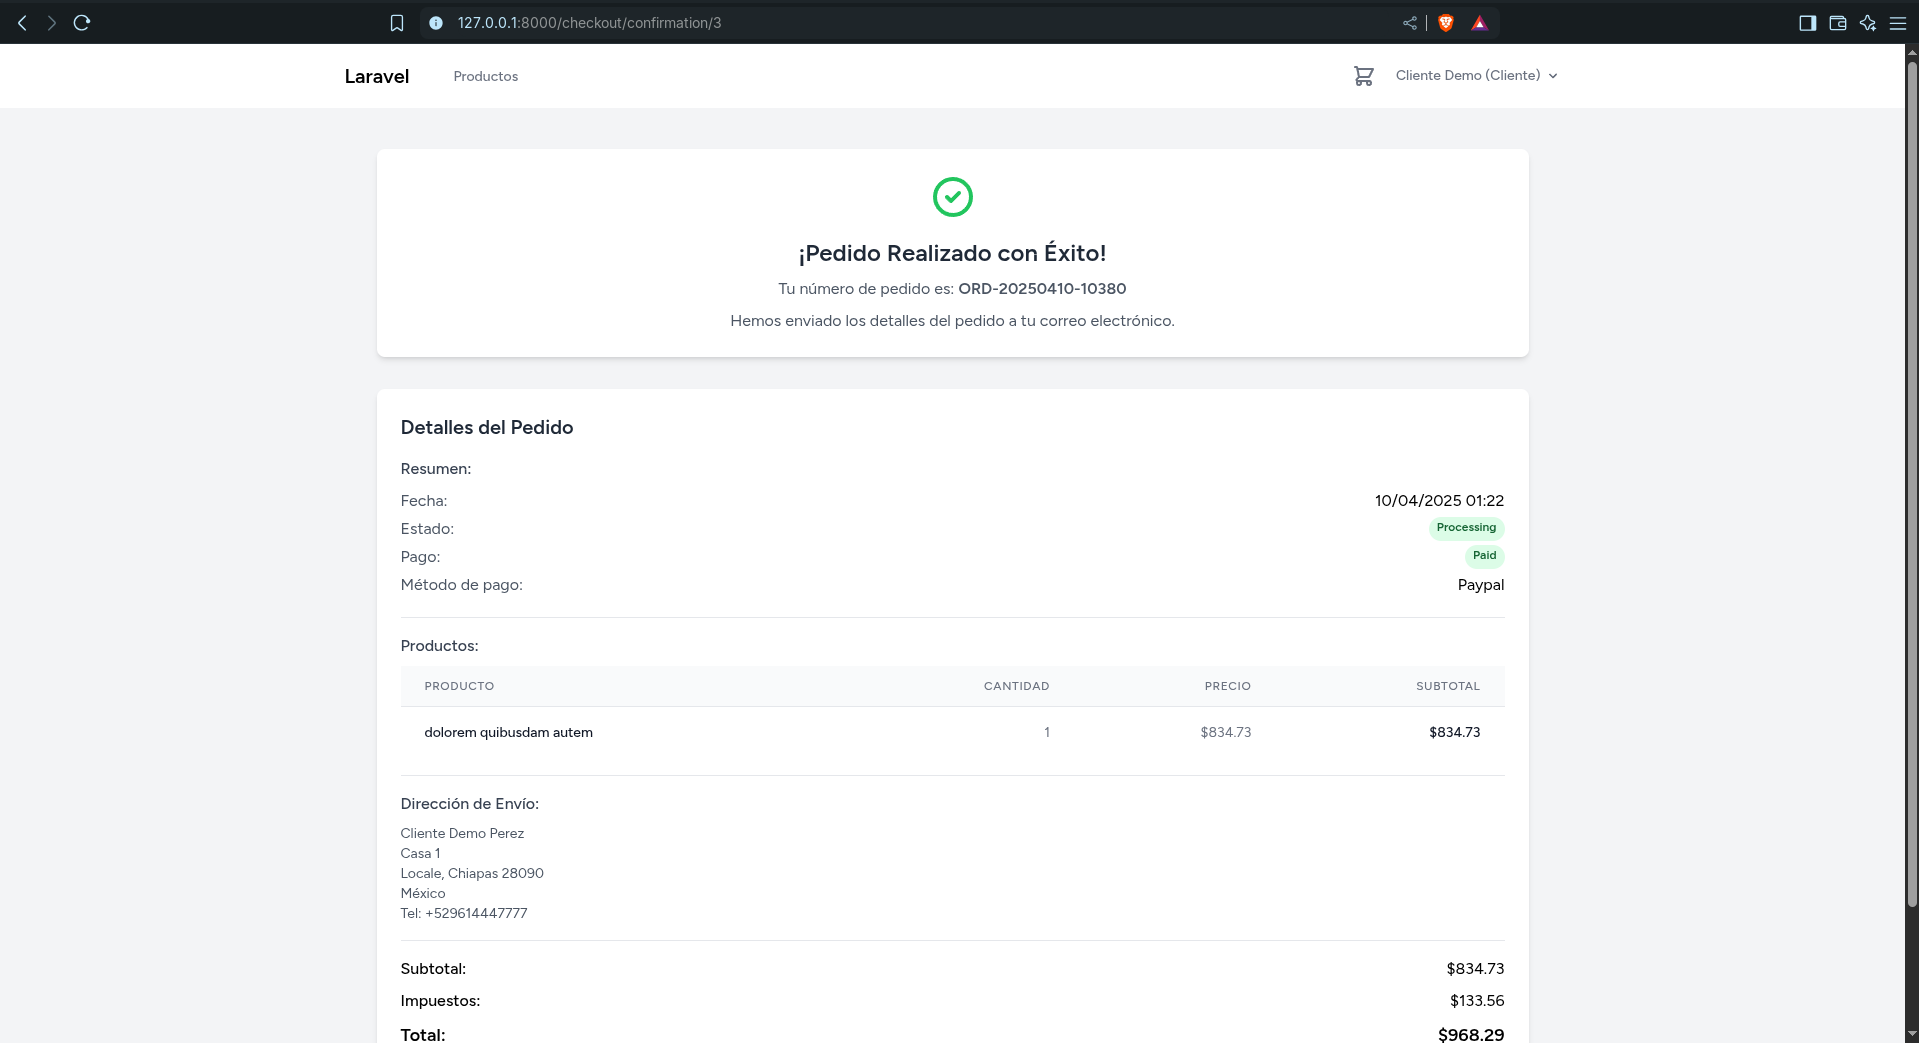 127.0.0.1:8000/checkout/confirmation/3
Laravel Productos Cliente Demo (Cliente)
¡Pedido Realizado con Éxito!
Tu número de pedido es: ORD-20250410-10380
Hemos enviado los detalles del pedido a tu correo electrónico.
Detalles del Pedido
Resumen:
Fecha: 10/04/2025 01:22
Estado: Processing
Pago: Paid
Método de pago: Paypal
Productos:
PRODUCTO CANTIDAD PRECIO SUBTOTAL
dolorem quibusdam autem 1 $834.73 $834.73
Dirección de Envío:
Cliente Demo Perez
Casa 1
Locale, Chiapas 28090
México
Tel: +529614447777
Subtotal: $834.73
Impuestos: $133.56
Total: $968.29